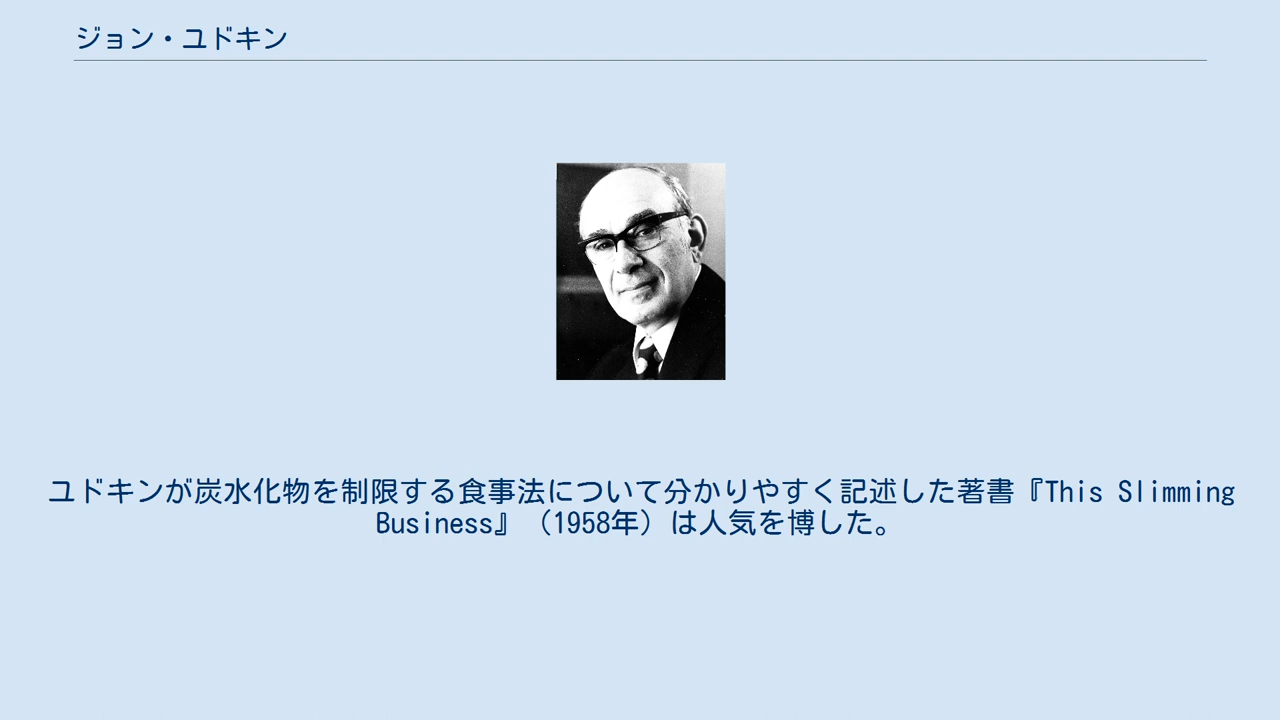 ジョン・ユドキン
ユドキンが炭水化物を制限する食事法について分かりやすく記述した著書『This Slimming
Business』（1958年）は人気を博した。